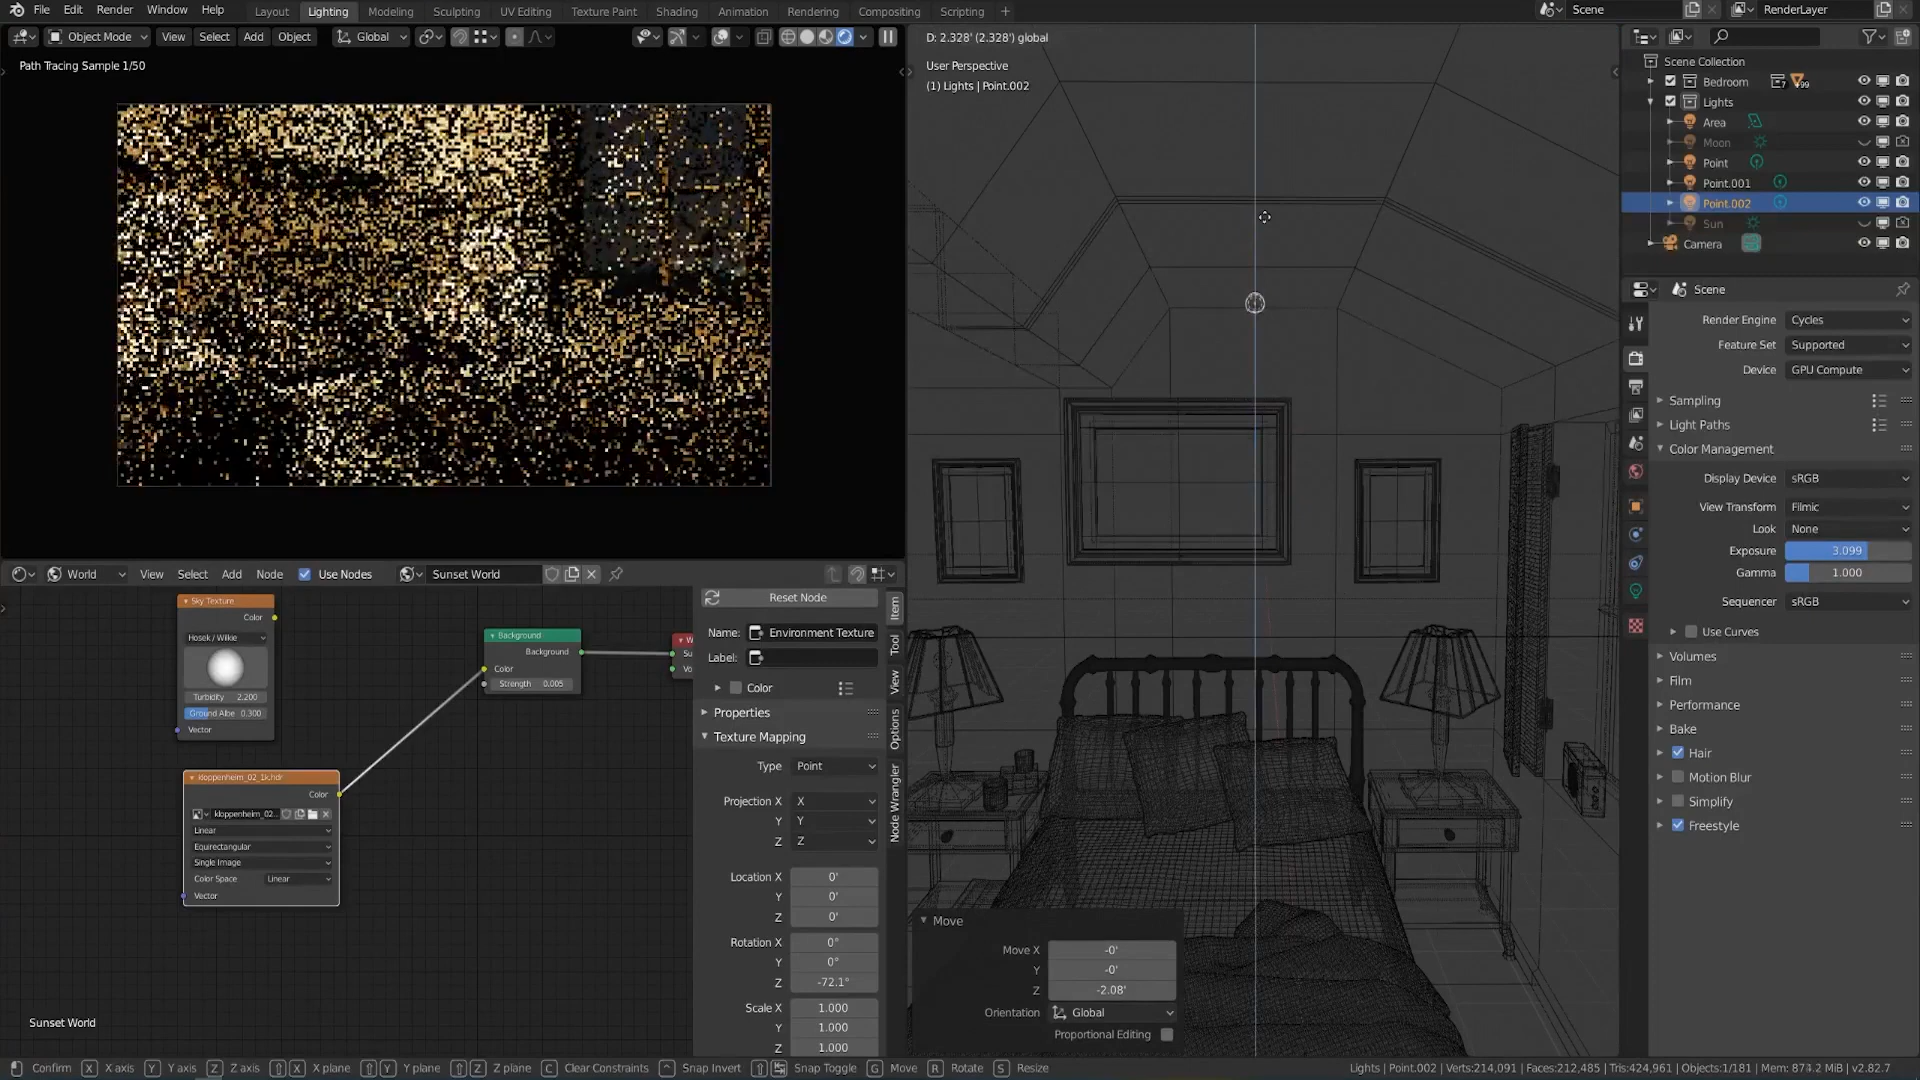 File Edit Render Window Help Layout Lighting Modeling Sculpting UV Editing Texture Paint Shading Animation Rendering Compositing Scripting + Scene RenderLayer
Object Mode View Select Add Object Global
Path Tracing Sample 1/50
D: 2.328' (2.328') global
User Perspective
(1) Lights | Point.002
Scene Collection
Bedroom 7 99
Lights
Area
Moon
Point
Point.001
Point.002
Sun
Camera
Scene
Render Engine Cycles
Feature Set Supported
Device GPU Compute
Sampling
Light Paths
Color Management
Display Device sRGB
View Transform Filmic
Look None
Exposure 3.099
Gamma 1.000
Sequencer sRGB
Use Curves
Volumes
Film
Performance
Bake
Hair
Motion Blur
Simplify
Freestyle
World View Select Add Node Use Nodes Sunset World
Sky Texture
Color
Hosek / Wilkie
Turbidity 2.200
Ground Albe 0.300
Vector
Background
Background
Color
Strength 0.005
W
Su
Vo
kloppenheim_02_1k.hdr
Color
kloppenheim_02...
Linear
Equirectangular
Single Image
Color Space Linear
Vector
Sunset World
Reset Node
Name: Environment Texture
Label:
Color
Properties
Texture Mapping
Type Point
Projection X X
Y Y
Z Z
Location X 0'
Y 0'
Z 0'
Rotation X 0°
Y 0°
Z -72.1°
Scale X 1.000
Y 1.000
Z 1.000
Item
Tool
View
Options
Node Wrangler
Move
Move X -0'
Y -0'
Z -2.08'
Orientation Global
Proportional Editing
Confirm X X axis Y Y axis Z Z axis X X plane Y Y plane Z Z plane C Clear Constraints Snap Invert Snap Toggle G Move R Rotate S Resize
Lights | Point.002 | Verts:214,091 | Faces:212,485 | Tris:424,961 | Objects:1/181 | Mem: 874.2 MiB | v2.82.7